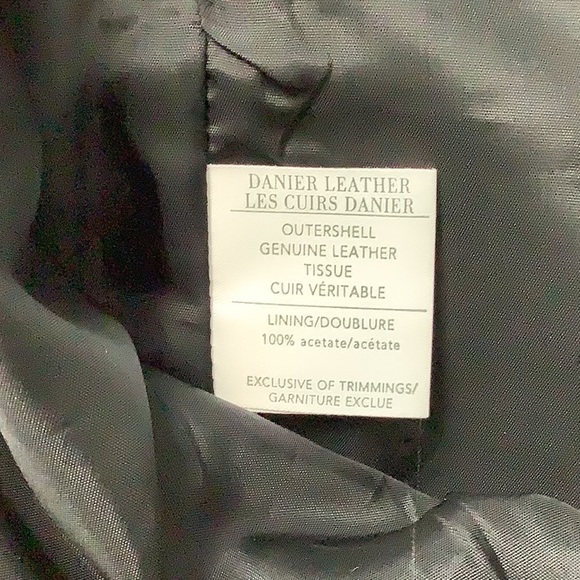 DANIER LEATHER
LES CUIRS DANIER
OUTERSHELL
GENUINE LEATHER
TISSUE
CUIR VÉRITABLE
LINING/DOUBLURE
100% acetate/acétate
EXCLUSIVE OF TRIMMINGS/
GARNITURE EXCLUE